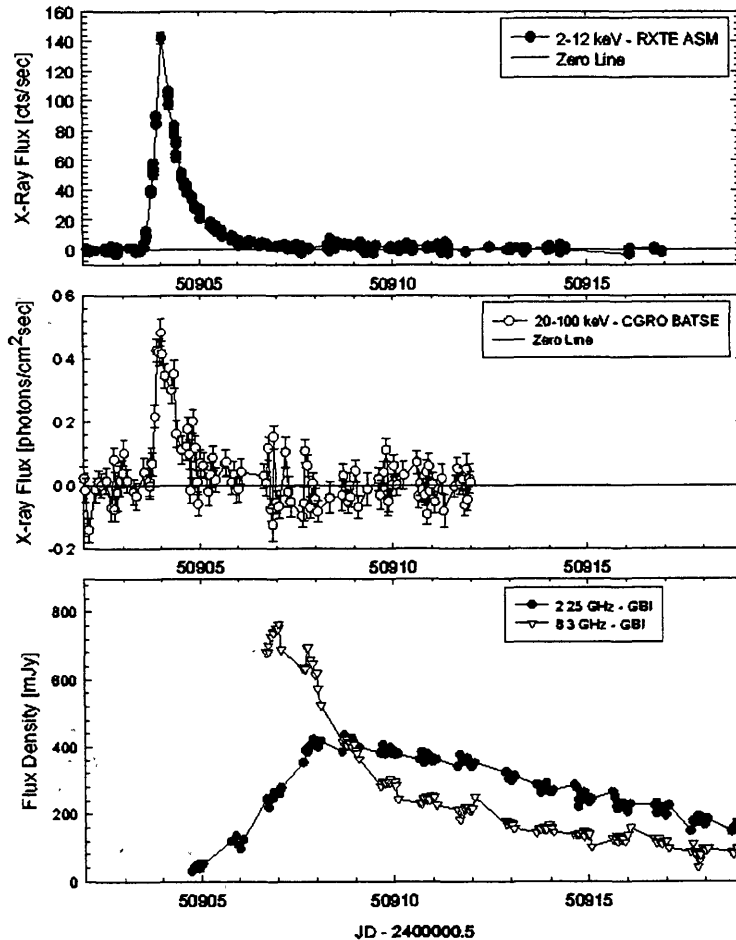 160
140
120
100
80
60
40
20
0
X-Ray Flux [cts/sec]
2-12 keV - RXTE ASM
Zero Line
50905
50910
50915
0.6
0.4
0.2
0.0
-0.2
X-ray Flux [photons/cm²sec]
20-100 keV - CGRO BATSE
Zero Line
50905
50910
50915
800
600
400
200
0
Flux Density [mJy]
2.25 GHz - GBI
8.3 GHz - GBI
50905
50910
50915
JD - 2400000.5